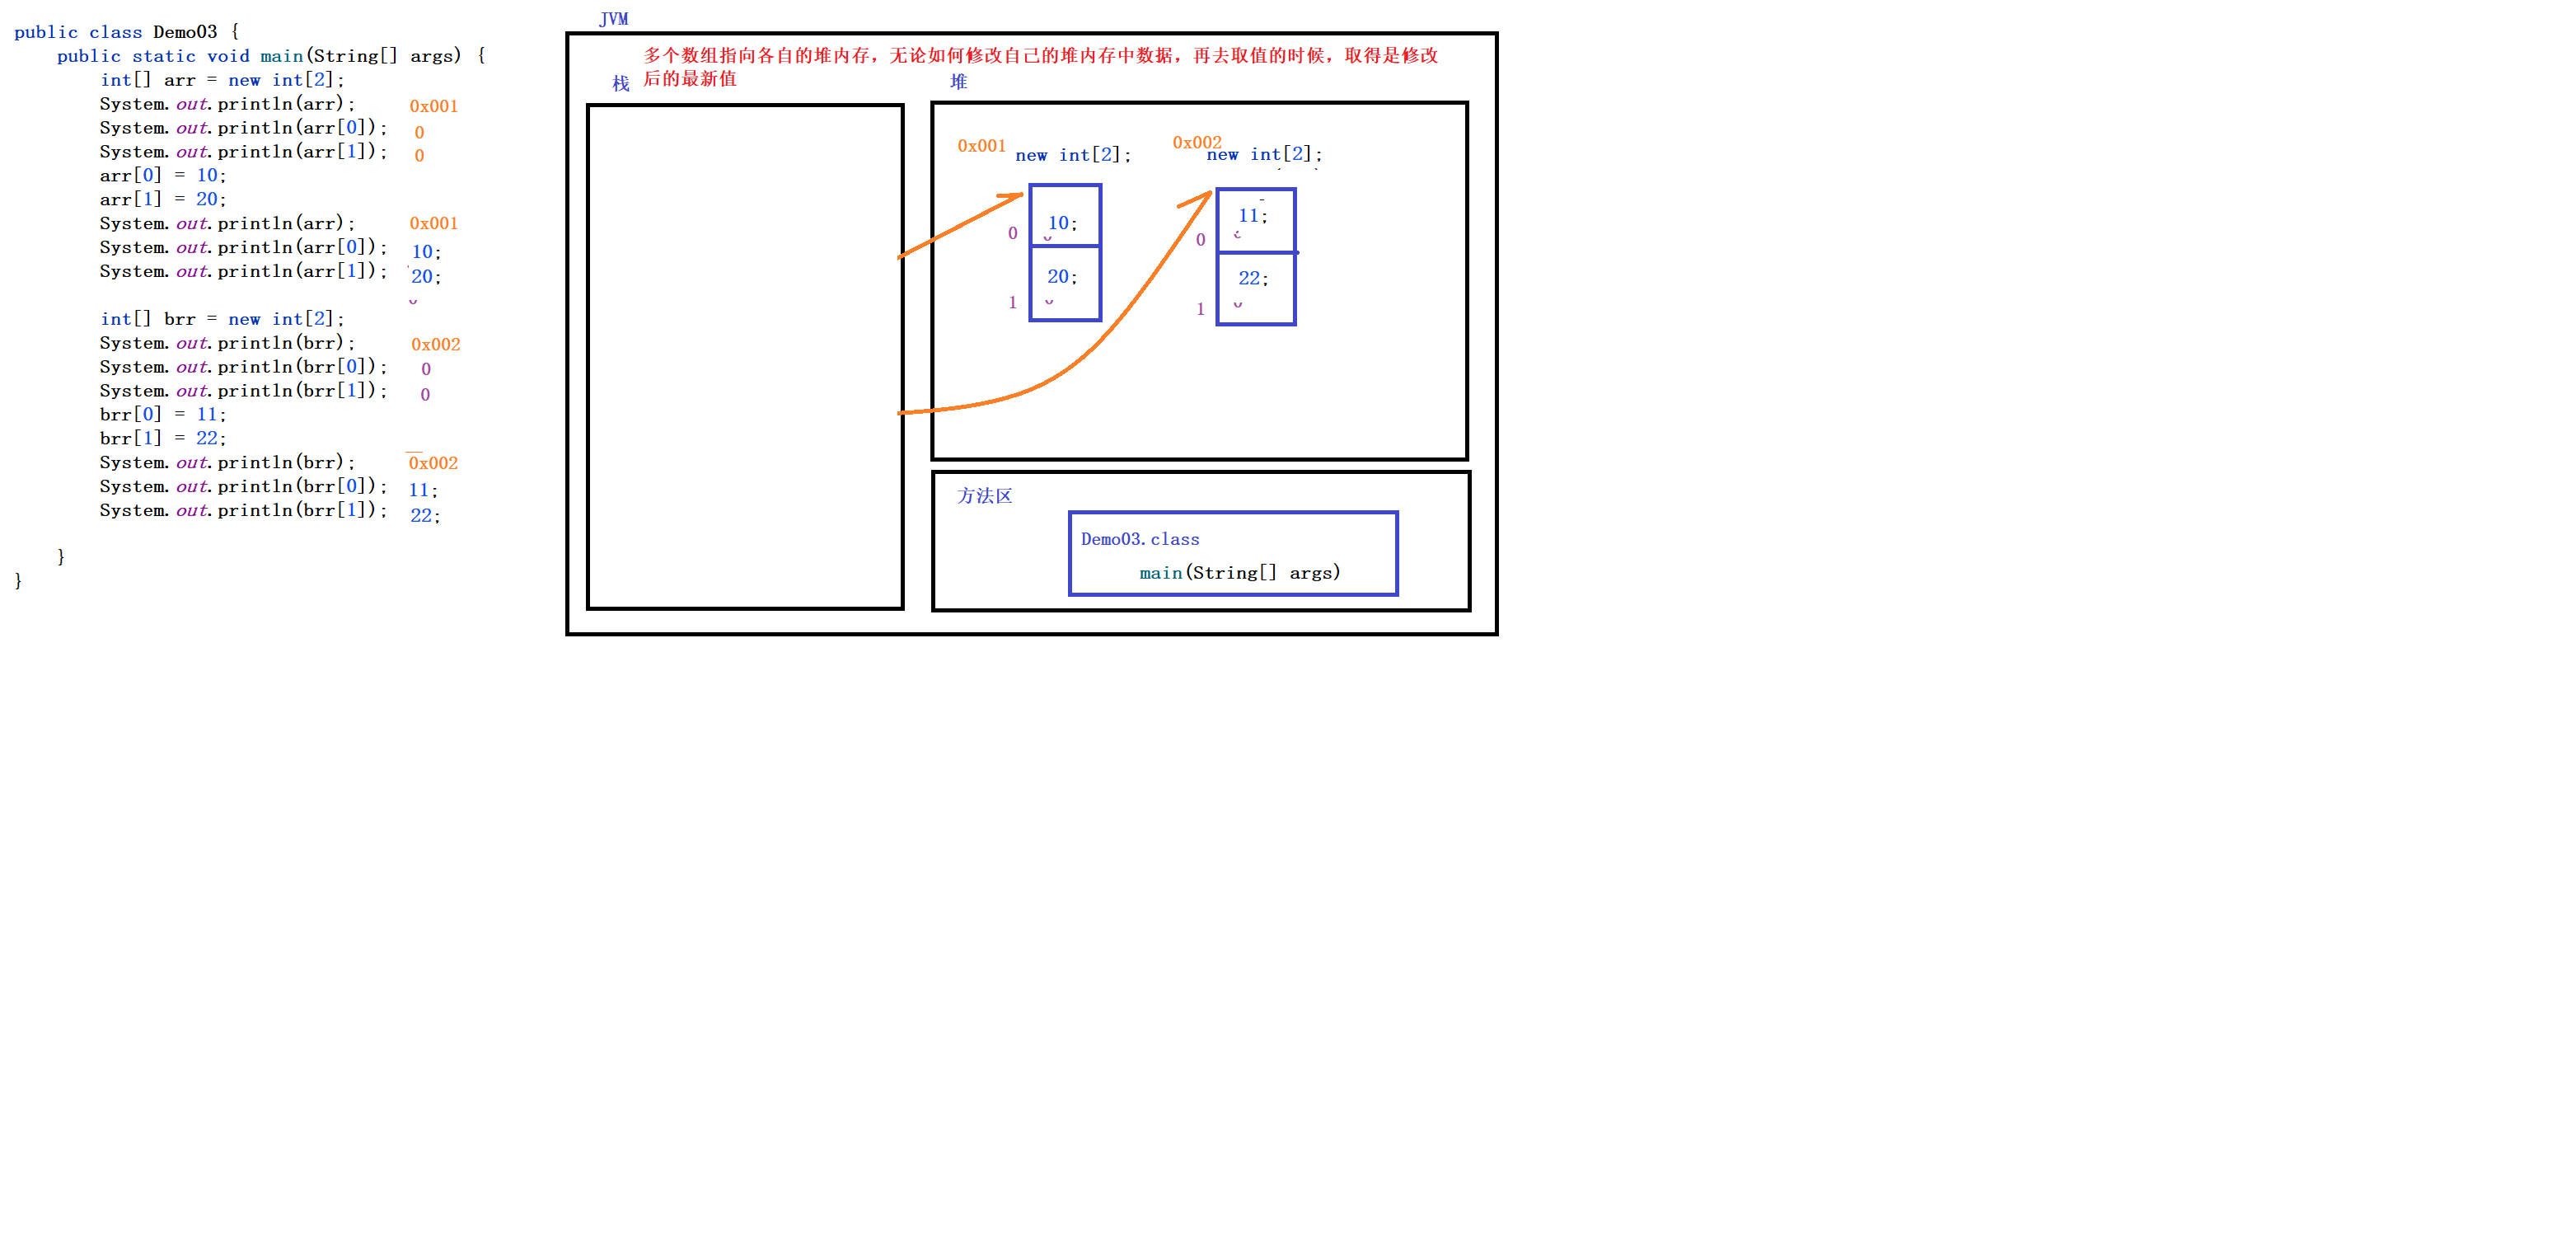 public class Demo03 {
public static void main(String[] args) {
int[] arr = new int[2];
System.out.println(arr); 0x001
System.out.println(arr[0]); 0
System.out.println(arr[1]); 0
arr[0] = 10;
arr[1] = 20;
System.out.println(arr); 0x001
System.out.println(arr[0]); 10;
System.out.println(arr[1]); 20;
int[] brr = new int[2];
System.out.println(brr); 0x002
System.out.println(brr[0]); 0
System.out.println(brr[1]); 0
brr[0] = 11;
brr[1] = 22;
System.out.println(brr); 0x002
System.out.println(brr[0]); 11;
System.out.println(brr[1]); 22;
}
}
JVM
多个数组指向各自的堆内存，无论如何修改自己的堆内存中数据，再去取值的时候，取得是修改
后的最新值
栈
堆
0x001 new int[2];
0 10;
1 20;
0x002 new int[2];
0 11;
1 22;
方法区
Demo03.class
main(String[] args)